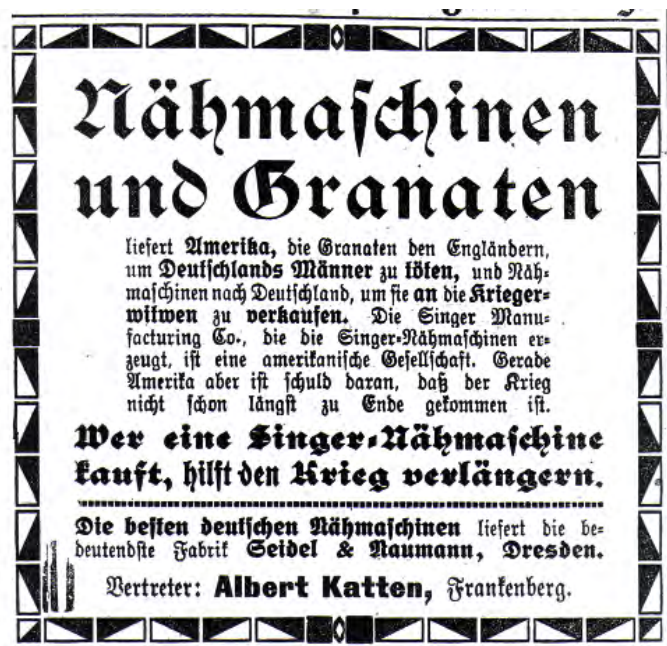 Nähmaschinen
und Granaten
liefert Amerika, die Granaten den Engländern,
um Deutschlands Männer zu töten, und Näh-
maschinen nach Deutschland, um sie an die Krieger-
witwen zu verkaufen. Die Singer Manu-
facturing Co., die die Singer-Nähmaschinen er-
zeugt, ist eine amerikanische Gesellschaft. Gerade
Amerika aber ist schuld daran, daß der Krieg
nicht schon längst zu Ende gekommen ist.
Wer eine Singer-Nähmaschine
kauft, hilft den Krieg verlängern.
Die besten deutschen Nähmaschinen liefert die be-
deutendste Fabrik Seidel & Naumann, Dresden.
Vertreter: Albert Katten, Frankenberg.